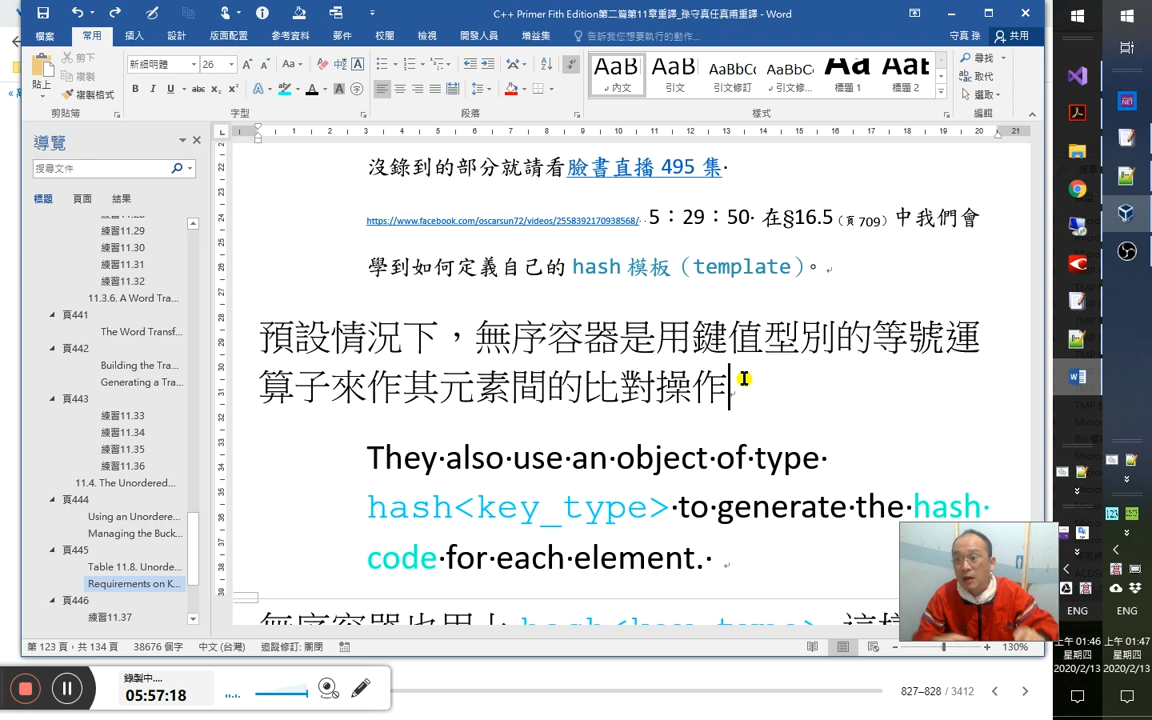 C++ Primer Fith Edition第二篇第11章重譯_孫守真任真甫重譯 - Word
檔案 常用 插入 設計 版面配置 參考資料 郵件 校閱 檢視 開發人員 增益集 告訴我您想要執行的動作... 守真 孫 共用
剪下
複製
貼上 複製格式
新細明體 26
AaB AaB AaBbCc AaBbCc AaB AaB
內文 引文 引文修訂 引文修... 標題 1 標題 2
尋找
取代
選取
剪貼簿 字型 段落 樣式 編輯
導覽
搜尋文件
標題 頁面 結果
練習11.29
練習11.30
練習11.31
練習11.32
11.3.6. A Word Tra...
頁441
The Word Transf...
頁442
Building the Tra...
Generating a Tra...
頁443
練習11.33
練習11.34
練習11.35
練習11.36
11.4. The Unordered...
頁444
Using an Unordere...
Managing the Buck...
頁445
Table 11.8. Unorde...
Requirements on K...
頁446
練習11.37
沒錄到的部分就請看臉書直播 495 集
https://www.facebook.com/oscarsun72/videos/2558392170938568/ 5：29：50 在§16.5（頁 709）中我們會
學到如何定義自己的 hash 模板（template）。
預設情況下，無序容器是用鍵值型別的等號運
算子來作其元素間的比對操作
They also use an object of type
hash<key_type> to generate the hash
code for each element.
第 123 頁，共 134 頁 38676 個字 中文 (台灣) 追蹤修訂: 關閉 130%
錄製中....
05:57:18
827–828 / 3412
ENG ENG
上午 01:46 上午 01:47
星期四 星期四
2020/2/13 2020/2/13